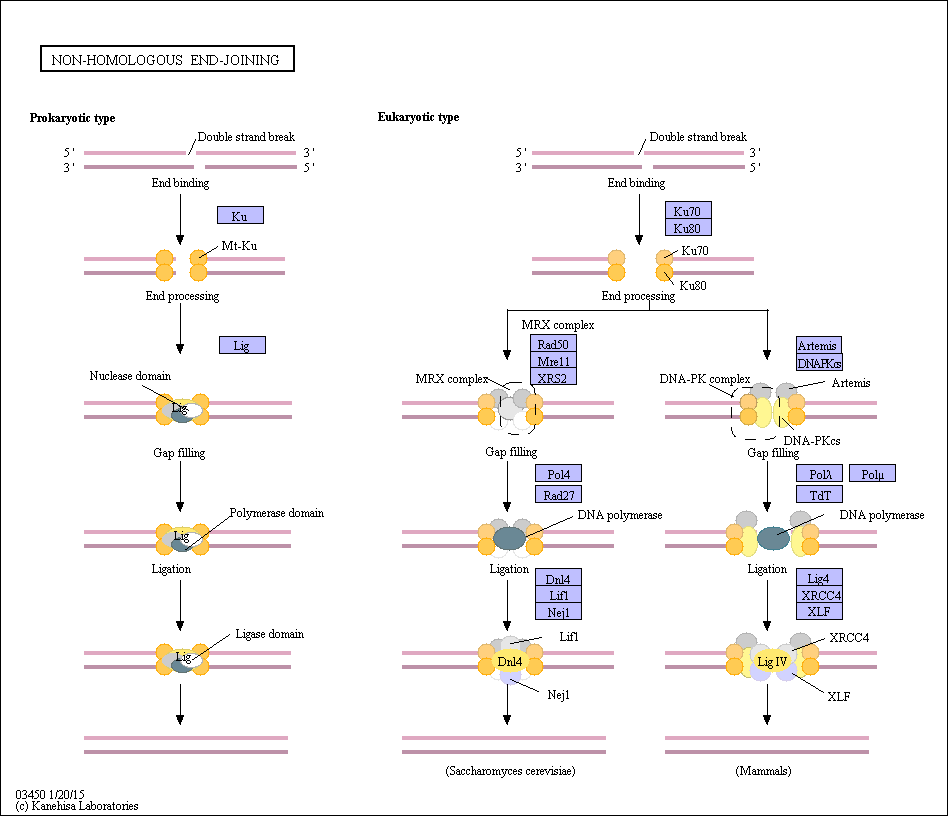 NON-HOMOLOGOUS END-JOINING
Prokaryotic type
Double strand break
5'
3'
3'
5'
End binding
Ku
Mt-Ku
End processing
Lig
Nuclease domain
Lig
Gap filling
Polymerase domain
Lig
Ligation
Ligase domain
Lig
Eukaryotic type
Double strand break
5'
3'
3'
5'
End binding
Ku70
Ku80
Ku70
Ku80
End processing
MRX complex
Rad50
Mre11
XRS2
MRX complex
Gap filling
Pol4
Rad27
DNA polymerase
Ligation
Dnl4
Lif1
Nej1
Lif1
Dnl4
Nej1
(Saccharomyces cerevisiae)
Artemis
DNAPKcs
DNA-PK complex
Artemis
DNA-PKcs
Gap filling
Polλ
Polμ
TdT
DNA polymerase
Ligation
Lig4
XRCC4
XLF
XRCC4
Lig IV
XLF
(Mammals)
03450 1/20/15
(c) Kanehisa Laboratories